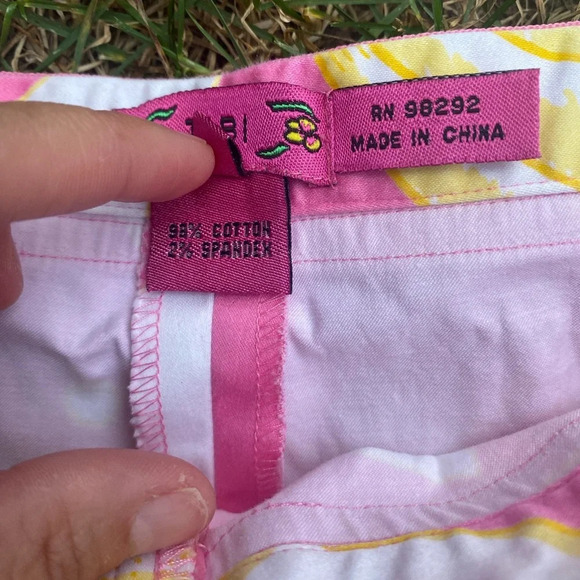 RN 98292
MADE IN CHINA
98% COTTON
2% SPANDEX